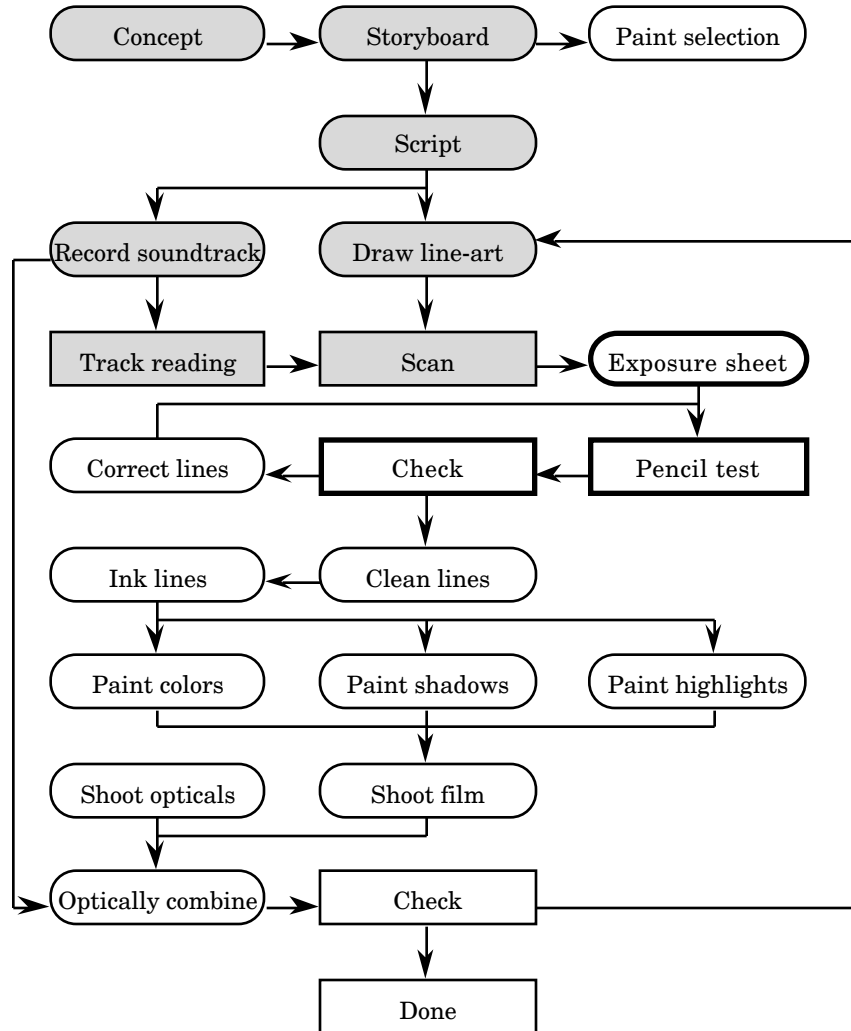 Concept
Storyboard
Paint selection
Script
Record soundtrack
Draw line-art
Track reading
Scan
Exposure sheet
Correct lines
Check
Pencil test
Ink lines
Clean lines
Paint colors
Paint shadows
Paint highlights
Shoot opticals
Shoot film
Optically combine
Check
Done